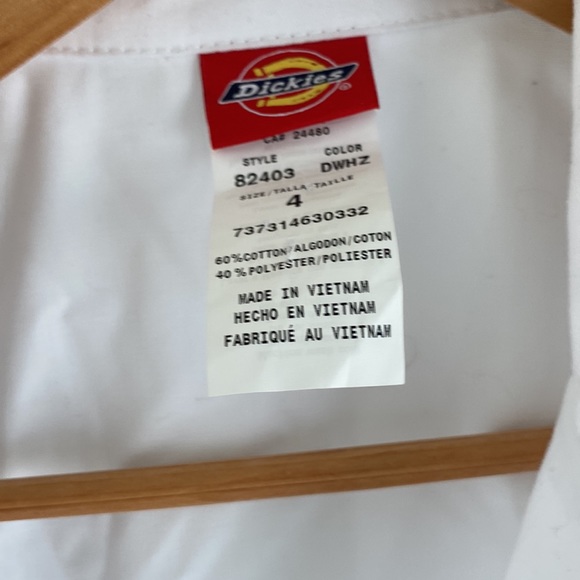 Dickies
CA# 24460
STYLE COLOR
82403 DWHZ
SIZE/TALLA/TAILLE
4
737314630332
60%COTTON/ALGODON/COTON
40%POLYESTER/POLIESTER
MADE IN VIETNAM
HECHO EN VIETNAM
FABRIQUÉ AU VIETNAM